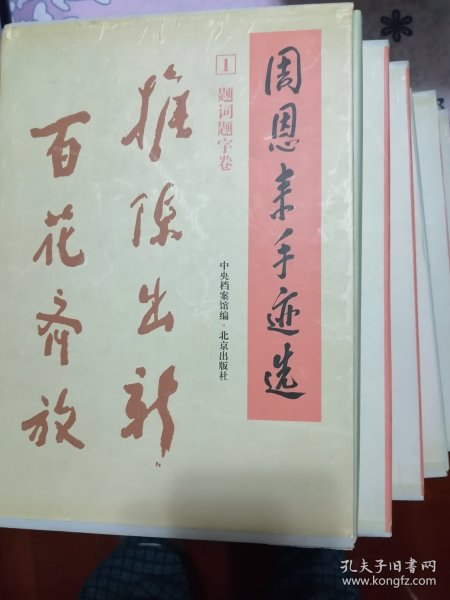 周恩来手迹选
1
题词题字卷
中央档案馆编·北京出版社
推陈出新
百花齐放
孔夫子旧书网
www.kongfz.com